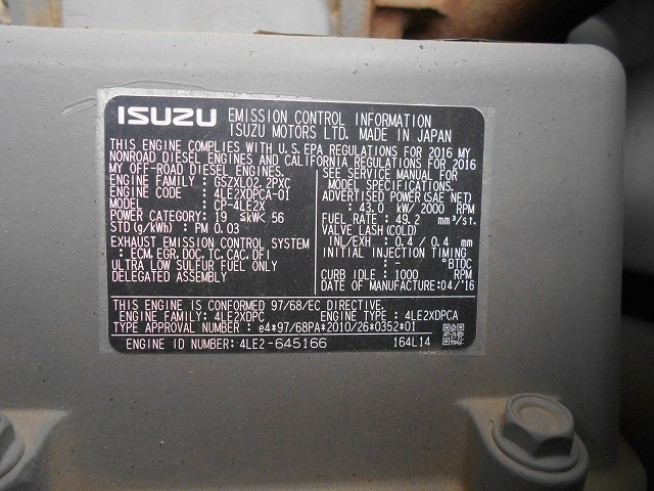 ISUZU EMISSION CONTROL INFORMATION
ISUZU MOTORS LTD. MADE IN JAPAN
THIS ENGINE COMPLIES WITH U.S. EPA REGULATIONS FOR 2016 MY
NONROAD DIESEL ENGINES AND CALIFORNIA REGULATIONS FOR 2016
MY OFF-ROAD DIESEL ENGINES.
ENGINE FAMILY : GSZXL02.2PXC
ENGINE CODE : 4LE2XDPCA-01
MODEL : CP-4LE2X
POWER CATEGORY: 19 ≤kW< 56
STD (g/kWh) : PM 0.03
EXHAUST EMISSION CONTROL SYSTEM
: ECM, EGR, DOC, TC, CAC, DFI
ULTRA LOW SULFUR FUEL ONLY
DELEGATED ASSEMBLY
SEE SERVICE MANUAL FOR
MODEL SPECIFICATIONS.
ADVERTISED POWER (SAE NET)
: 43.0 kW/ 2000 RPM
FUEL RATE : 49.2 mm³/st.
VALVE LASH (COLD)
INL/EXH : 0.4 / 0.4 mm
INITIAL INJECTION TIMING
: - °BTDC
CURB IDLE : 1000 RPM
DATE OF MANUFACTURE:04/'16
THIS ENGINE IS CONFORMED 97/68/EC DIRECTIVE.
ENGINE FAMILY : 4LE2XDPC ENGINE TYPE : 4LE2XDPCA
TYPE APPROVAL NUMBER : e4*97/68PA*2010/26*0352*01
ENGINE ID NUMBER: 4LE2-645166 164L14